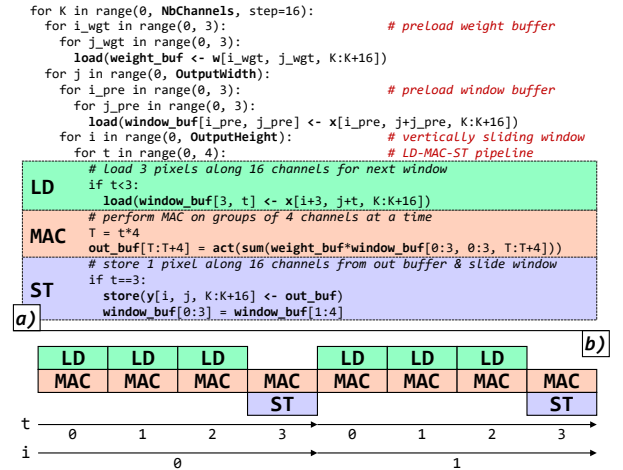 for K in range(0, NbChannels, step=16):
for i_wgt in range(0, 3): # preload weight buffer
for j_wgt in range(0, 3):
load(weight_buf <- w[i_wgt, j_wgt, K:K+16])
for j in range(0, OutputWidth):
for i_pre in range(0, 3): # preload window buffer
for j_pre in range(0, 3):
load(window_buf[i_pre, j_pre] <- x[i_pre, j+j_pre, K:K+16])
for i in range(0, OutputHeight): # vertically sliding window
for t in range(0, 4): # LD-MAC-ST pipeline
# load 3 pixels along 16 channels for next window
LD if t<3:
load(window_buf[3, t] <- x[i+3, j+t, K:K+16])
# perform MAC on groups of 4 channels at a time
MAC T = t*4
out_buf[T:T+4] = act(sum(weight_buf*window_buf[0:3, 0:3, T:T+4]))
# store 1 pixel along 16 channels from out buffer & slide window
ST if t==3:
store(y[i, j, K:K+16] <- out_buf)
window_buf[0:3] = window_buf[1:4]
a)
b)
LD LD LD LD LD LD
MAC MAC MAC MAC MAC MAC MAC MAC
ST ST
t
0 1 2 3 0 1 2 3
i
0 1